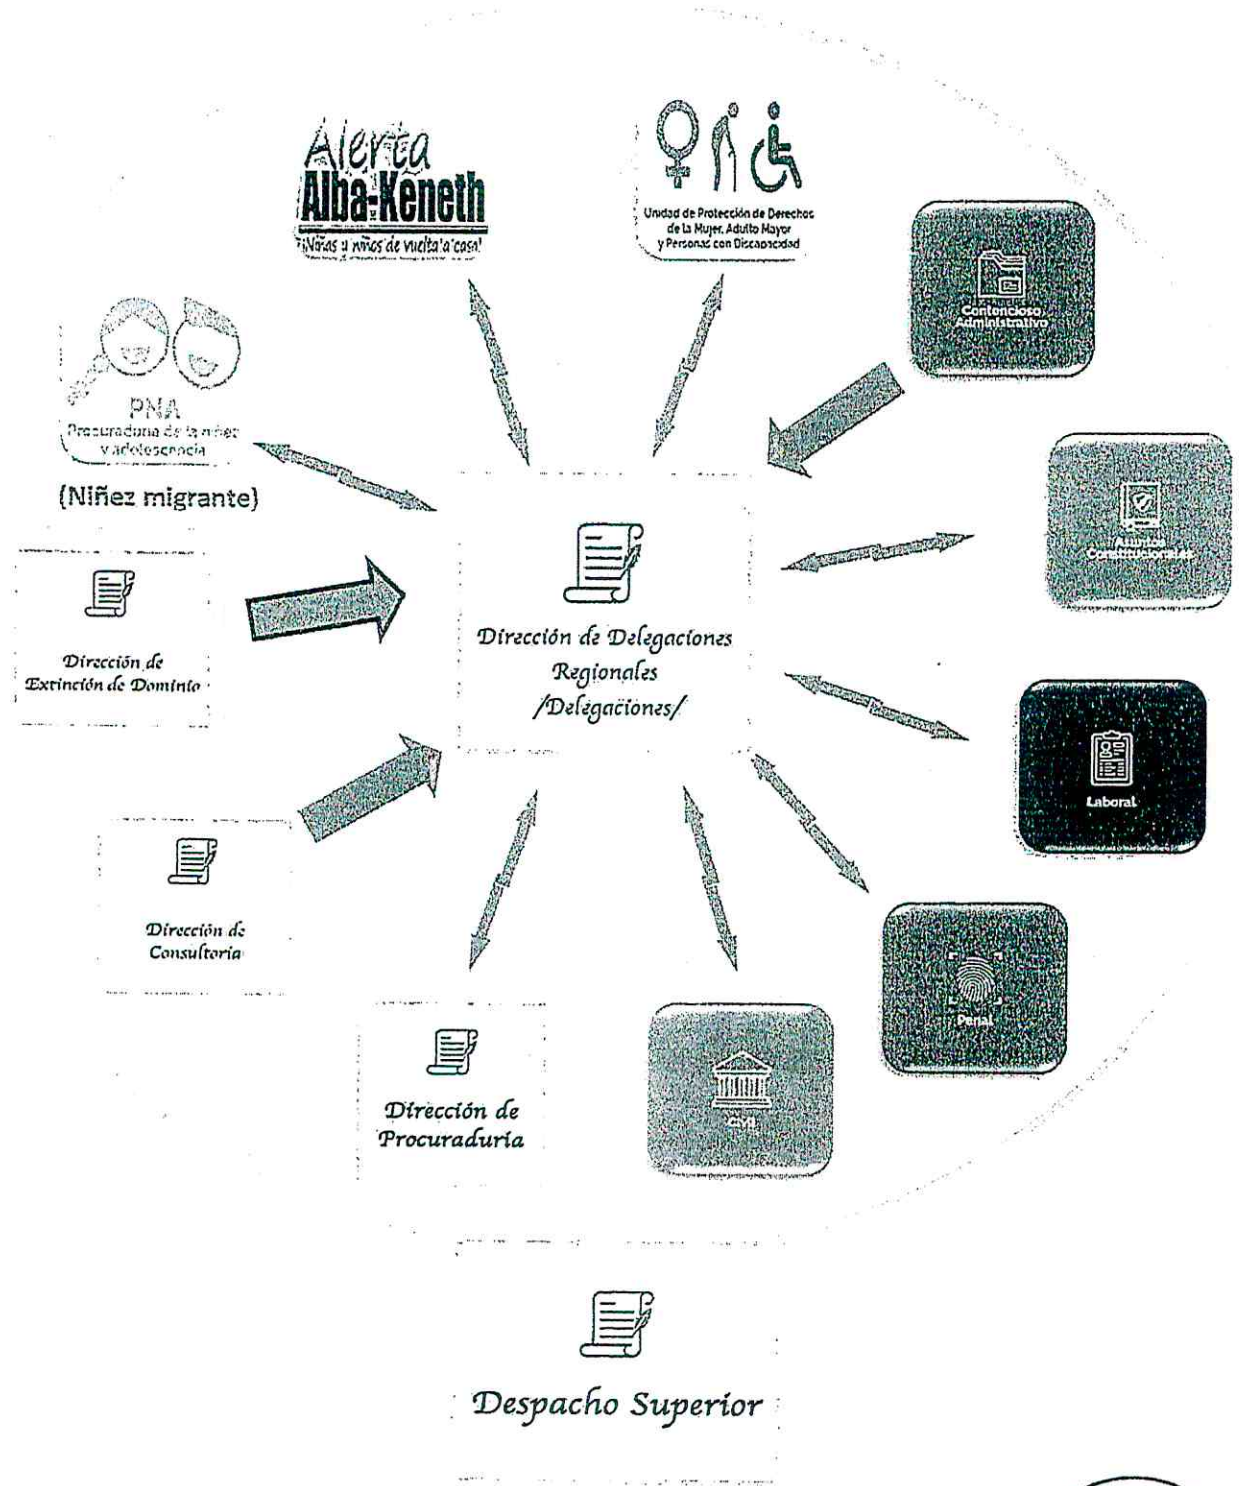 Alerta
Alba-Keneth
¡Niñas y niños de vuelta a casa!
Unidad de Protección de Derechos
de la Mujer, Adulto Mayor
y Personas con Discapacidad
Contencioso
Administrativo
PNA
Procuraduría de la niñez
y adolescencia
(Niñez migrante)
Asuntos
Constitucionales
Dirección de
Extinción de Dominio
Dirección de Delegaciones
Regionales
/Delegaciones/
Laboral
Dirección de
Consultoría
Penal
Dirección de
Procuraduría
Civil
Despacho Superior